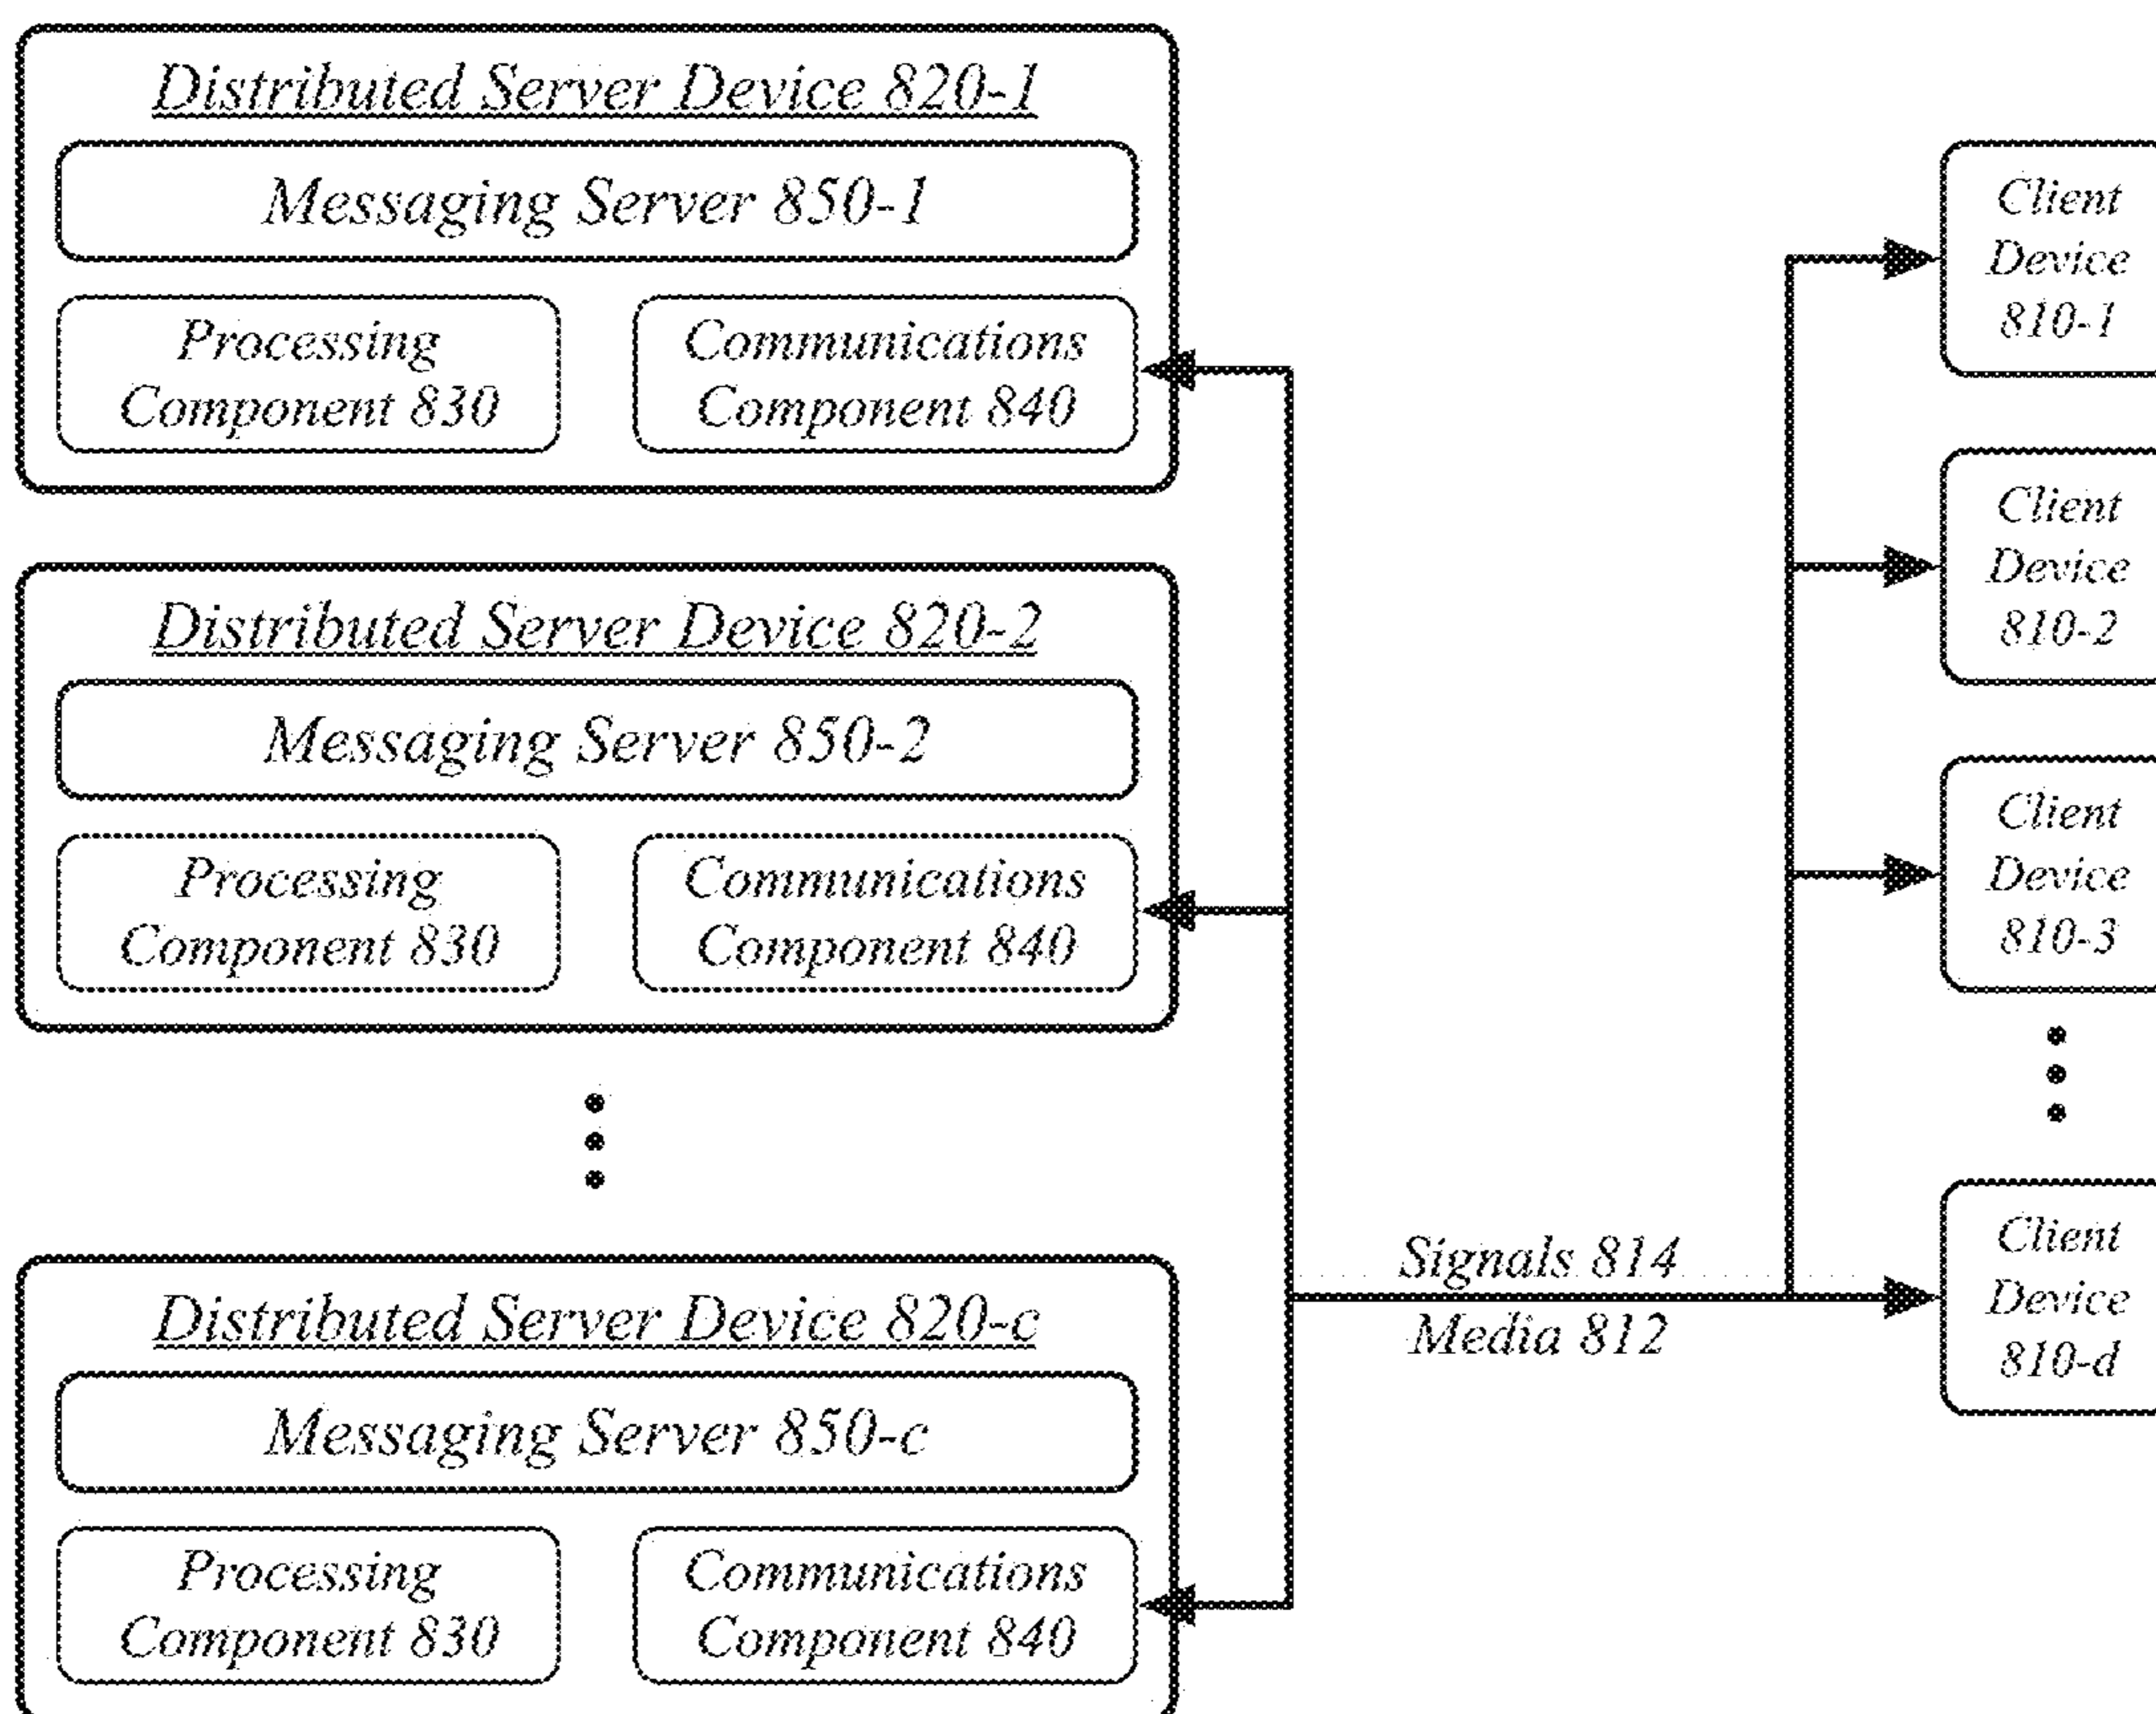 Distributed Server Device 820-1
Messaging Server 850-1
Processing
Component 830
Communications
Component 840
Distributed Server Device 820-2
Messaging Server 850-2
Processing
Component 830
Communications
Component 840
Distributed Server Device 820-c
Messaging Server 850-c
Processing
Component 830
Communications
Component 840
Signals 814
Media 812
Client
Device
810-1
Client
Device
810-2
Client
Device
810-3
Client
Device
810-d